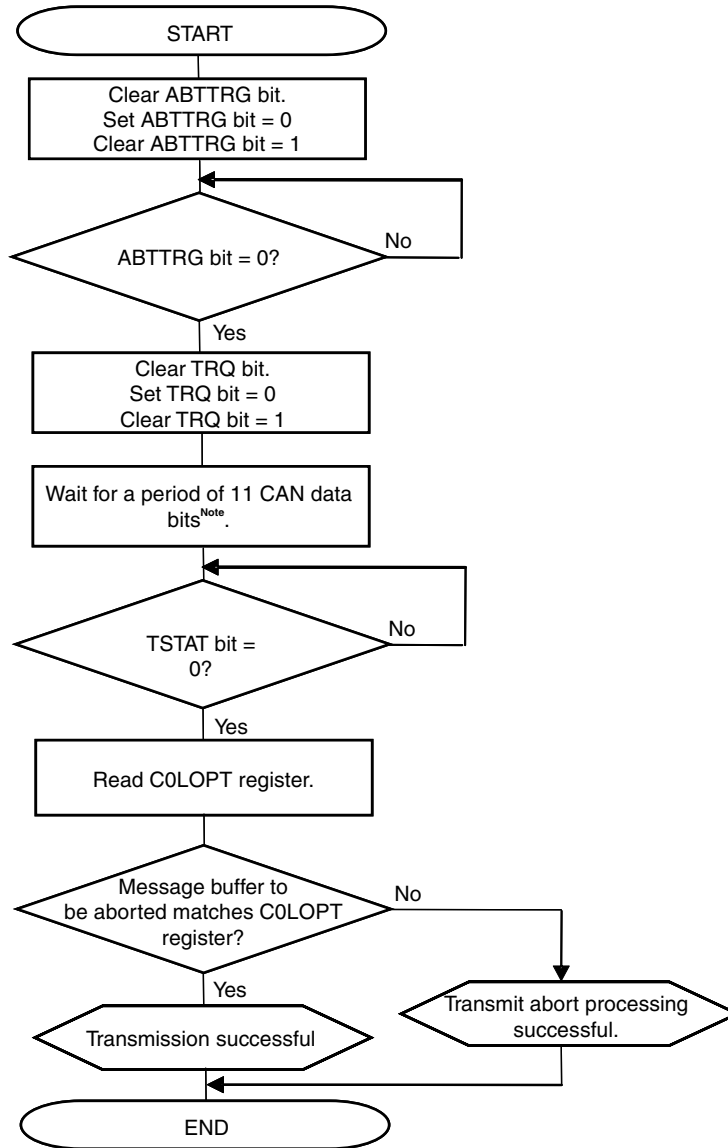 START
Clear ABTTRG bit.
Set ABTTRG bit = 0
Clear ABTTRG bit = 1
ABTTRG bit = 0?
No
Yes
Clear TRQ bit.
Set TRQ bit = 0
Clear TRQ bit = 1
Wait for a period of 11 CAN data
bitsNote.
TSTAT bit =
0?
No
Yes
Read C0LOPT register.
Message buffer to
be aborted matches C0LOPT
register?
No
Yes
Transmission successful
Transmit abort processing
successful.
END